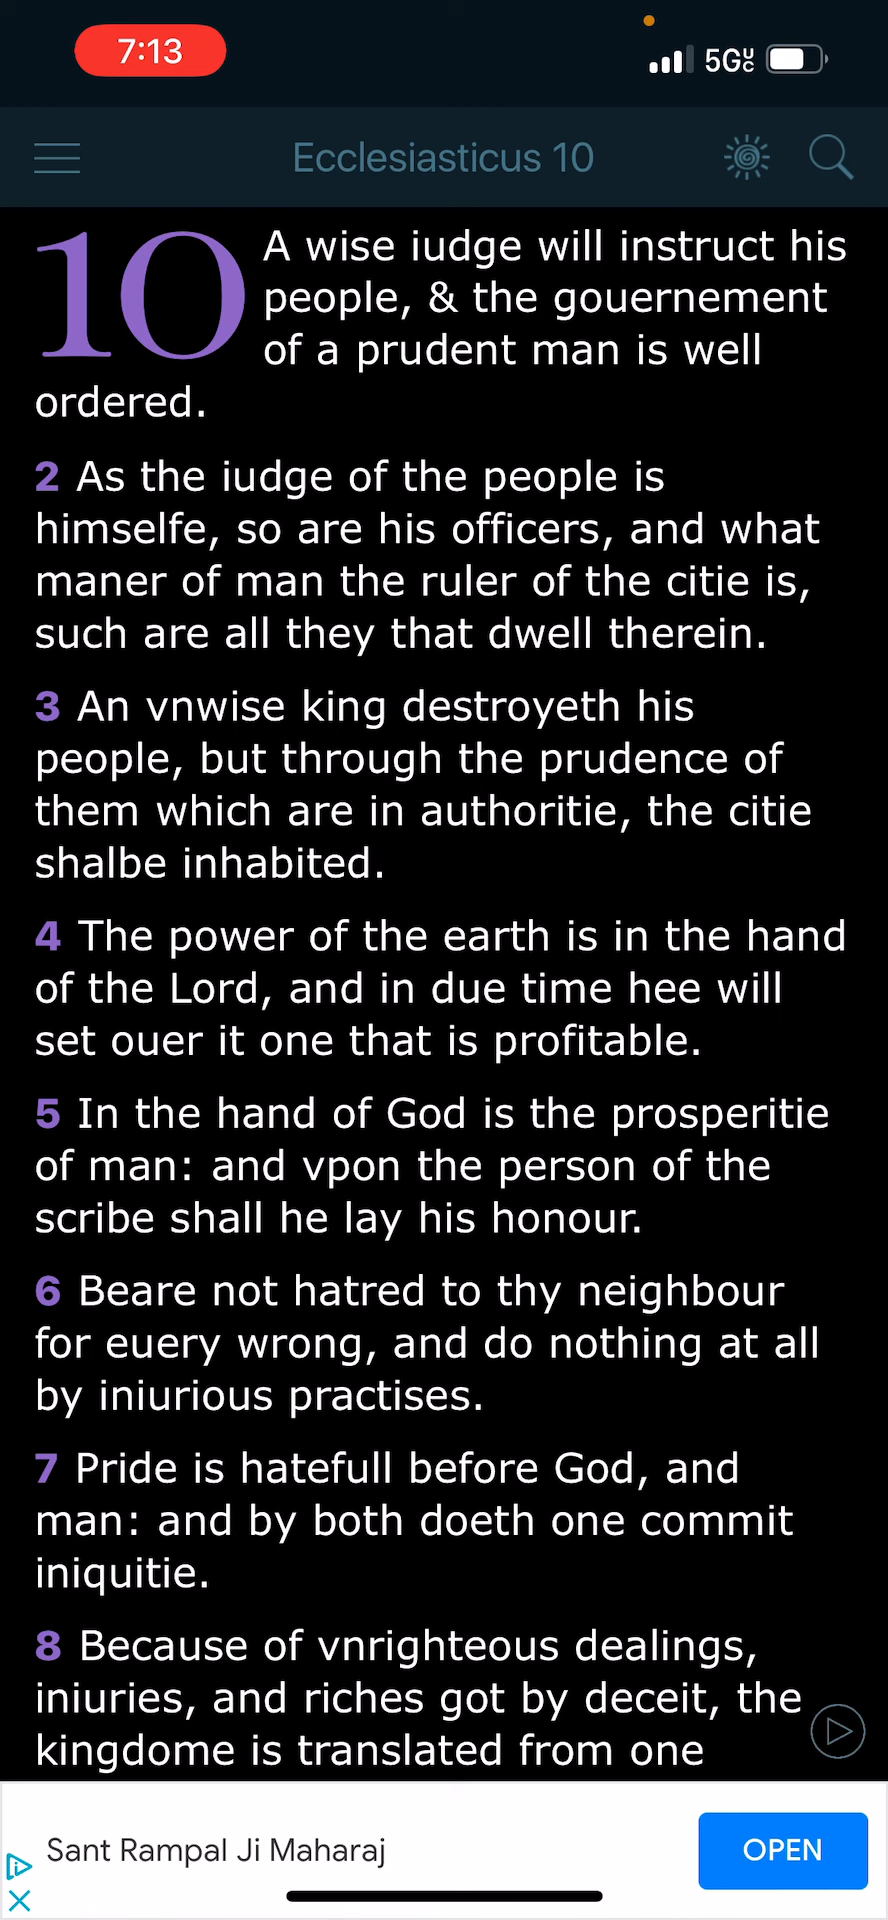 7:13
5GUC
Ecclesiasticus 10
10 A wise iudge will instruct his
people, & the gouernement
of a prudent man is well
ordered.
2 As the iudge of the people is
himselfe, so are his officers, and what
maner of man the ruler of the citie is,
such are all they that dwell therein.
3 An vnwise king destroyeth his
people, but through the prudence of
them which are in authoritie, the citie
shalbe inhabited.
4 The power of the earth is in the hand
of the Lord, and in due time hee will
set ouer it one that is profitable.
5 In the hand of God is the prosperitie
of man: and vpon the person of the
scribe shall he lay his honour.
6 Beare not hatred to thy neighbour
for euery wrong, and do nothing at all
by iniurious practises.
7 Pride is hatefull before God, and
man: and by both doeth one commit
iniquitie.
8 Because of vnrighteous dealings,
iniuries, and riches got by deceit, the
kingdome is translated from one
Sant Rampal Ji Maharaj
OPEN